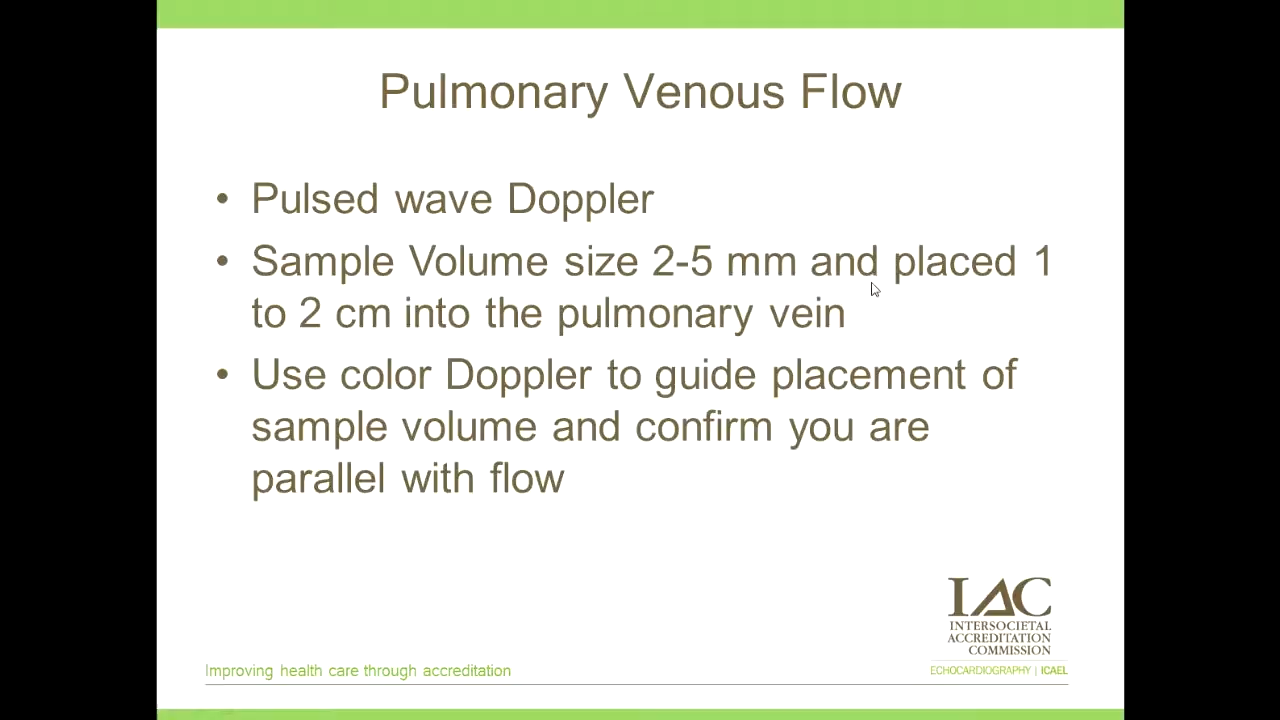 Pulmonary Venous Flow
• Pulsed wave Doppler
• Sample Volume size 2-5 mm and placed 1
to 2 cm into the pulmonary vein
• Use color Doppler to guide placement of
sample volume and confirm you are
parallel with flow
IAC
INTERSOCIETAL
ACCREDITATION
COMMISSION
ECHOCARDIOGRAPHY | ICAEL
Improving health care through accreditation